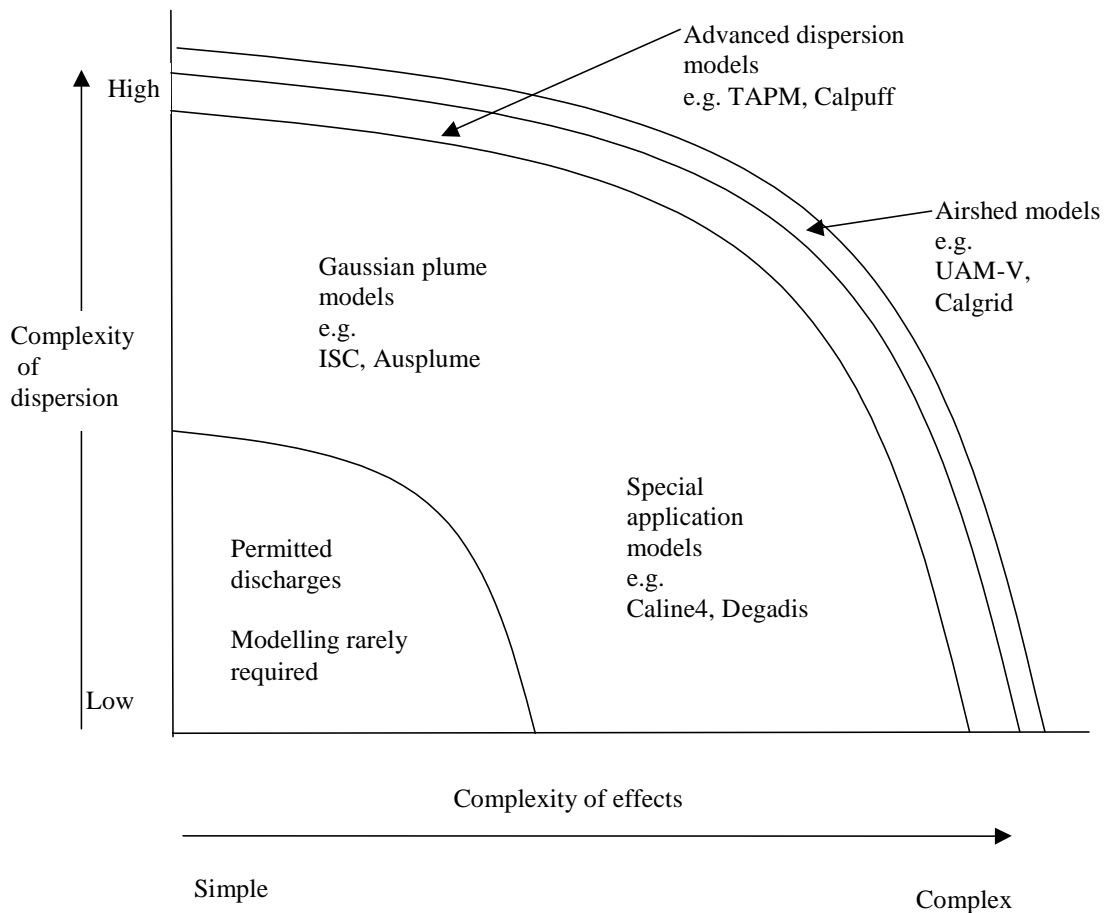 Advanced dispersion
models
e.g. TAPM, Calpuff
High
Airshed models
e.g.
UAM-V,
Calgrid
Gaussian plume
models
e.g.
ISC, Ausplume
Complexity
of
dispersion
Special
application
models
e.g.
Caline4, Degadis
Permitted
discharges
Modelling rarely
required
Low
Complexity of effects
Simple
Complex